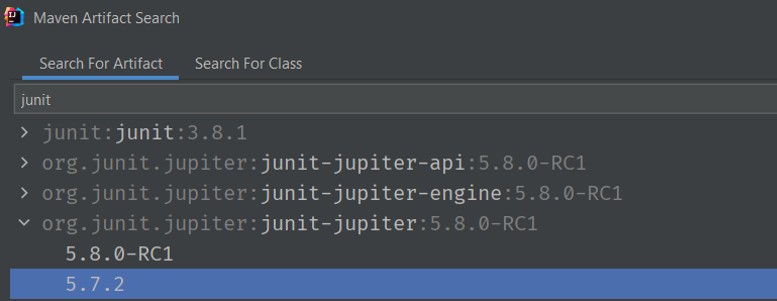 Maven Artifact Search
Search For Artifact Search For Class
junit
junit:junit:3.8.1
org.junit.jupiter:junit-jupiter-api:5.8.0-RC1
org.junit.jupiter:junit-jupiter-engine:5.8.0-RC1
org.junit.jupiter:junit-jupiter:5.8.0-RC1
5.8.0-RC1
5.7.2